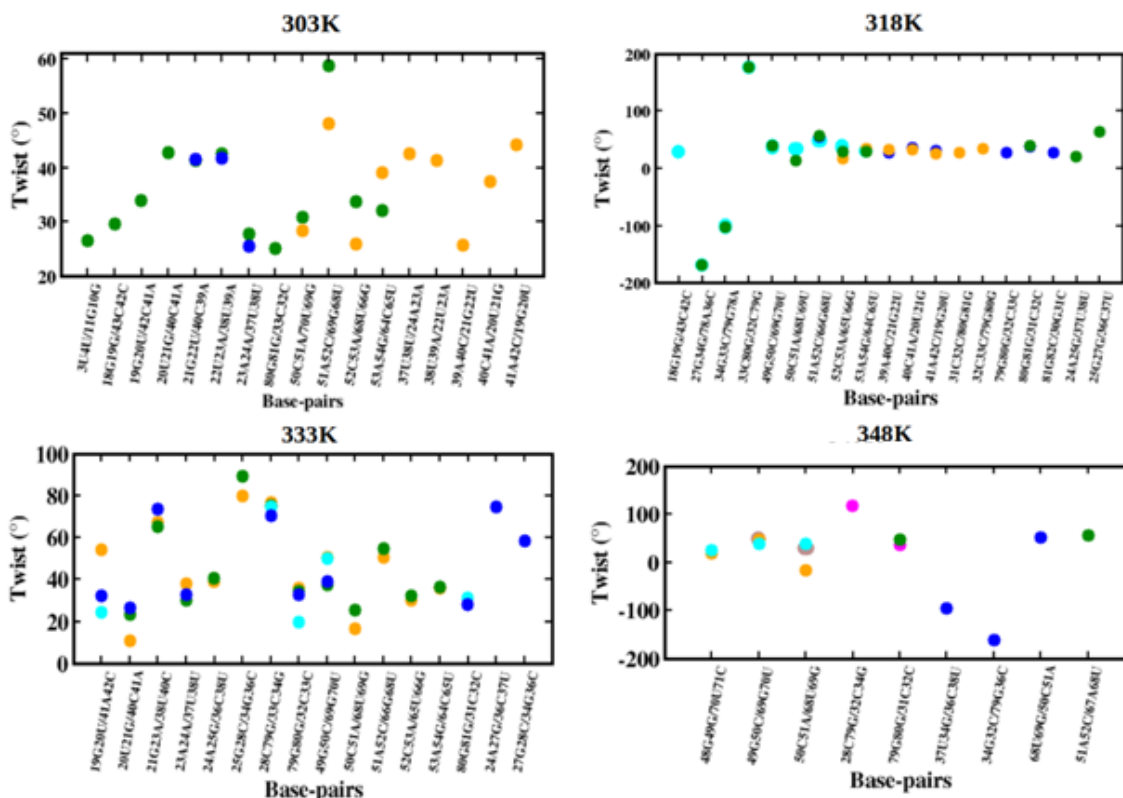 303K
Twist (°)
60
50
40
30
20
3U4U/11G10G
18G19G/43C42C
19G20U/42C41A
20U21G/40C41A
21G22U/40C39A
22U23A/38U39A
23A24A/37U38U
80G81G/33C32C
50C51A/70U69G
51A52C/69G68U
52C53A/68U66G
53A54G/64C65U
37U38U/24A23A
38U39A/22U23A
39A40C/21G22U
40C41A/20U21G
41A42C/19G20U
Base-pairs
318K
Twist (°)
200
100
0
-100
-200
18G19G/43C42C
27G34G/78A36C
34G33C/79G78A
33C80G/32C79G
49G50C/69G70U
50C51A/68U69U
51A52C/66G68U
52C53A/65U66G
53A54G/64C65U
39A40C/21G22U
40C41A/20U21G
41A42C/19G20U
31C32C/80G81G
32C33C/79G80G
79G80G/32C33C
80G81G/31C32C
81G82C/30G31C
24A25G/37U38U
25G27G/36C37U
Base-pairs
333K
Twist (°)
100
80
60
40
20
0
19G20U/41A42C
20U21G/40C41A
21G23A/38U40C
23A24A/37U38U
24A25G/36C38U
25G28C/34G36C
28C79G/33C34G
79G80G/32C33C
49G50C/69G70U
50C51A/68U69G
51A52C/66G68U
52C53A/65U66G
53A54G/64C65U
80G81G/31C32C
24A27G/36C37U
27G28C/34G36C
Base-pairs
348K
Twist (°)
200
100
0
-100
-200
48G49G/70U71C
49G50C/69G70U
50C51A/68U69G
28C79G/32C34G
79G80G/31C32C
37U34G/36C38U
34G32C/79G36C
68U69G/50C51A
51A52C/67A68U
Base-pairs